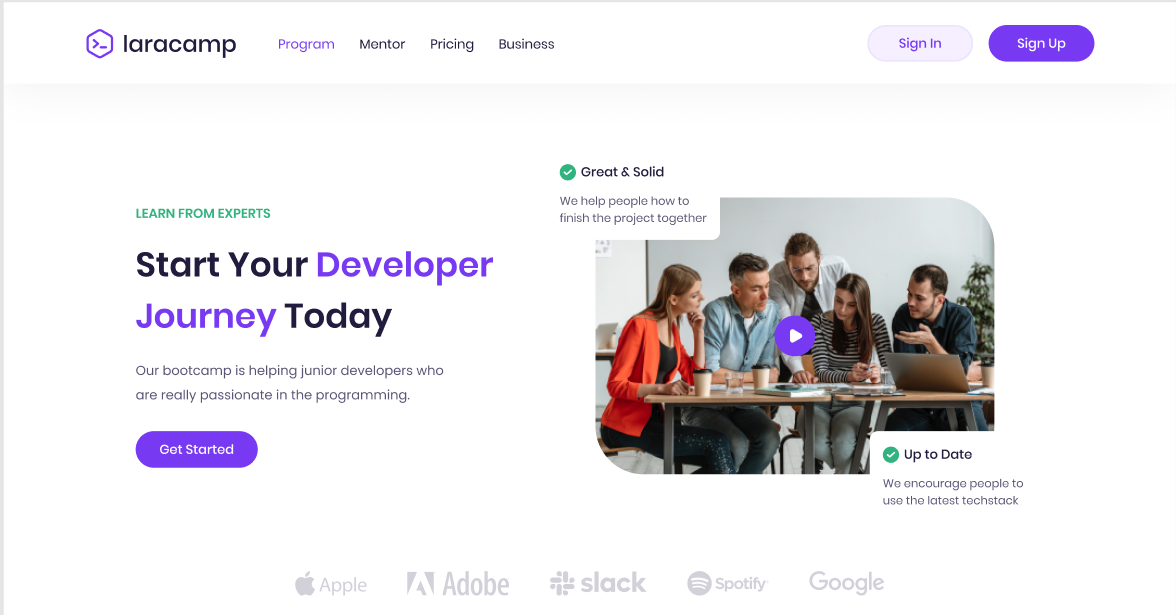 laracamp
Program
Mentor
Pricing
Business
Sign In
Sign Up
LEARN FROM EXPERTS
Start Your Developer
Journey Today
Our bootcamp is helping junior developers who
are really passionate in the programming.
Get Started
Great & Solid
We help people how to
finish the project together
Up to Date
We encourage people to
use the latest techstack
Apple
Adobe
slack
Spotify
Google